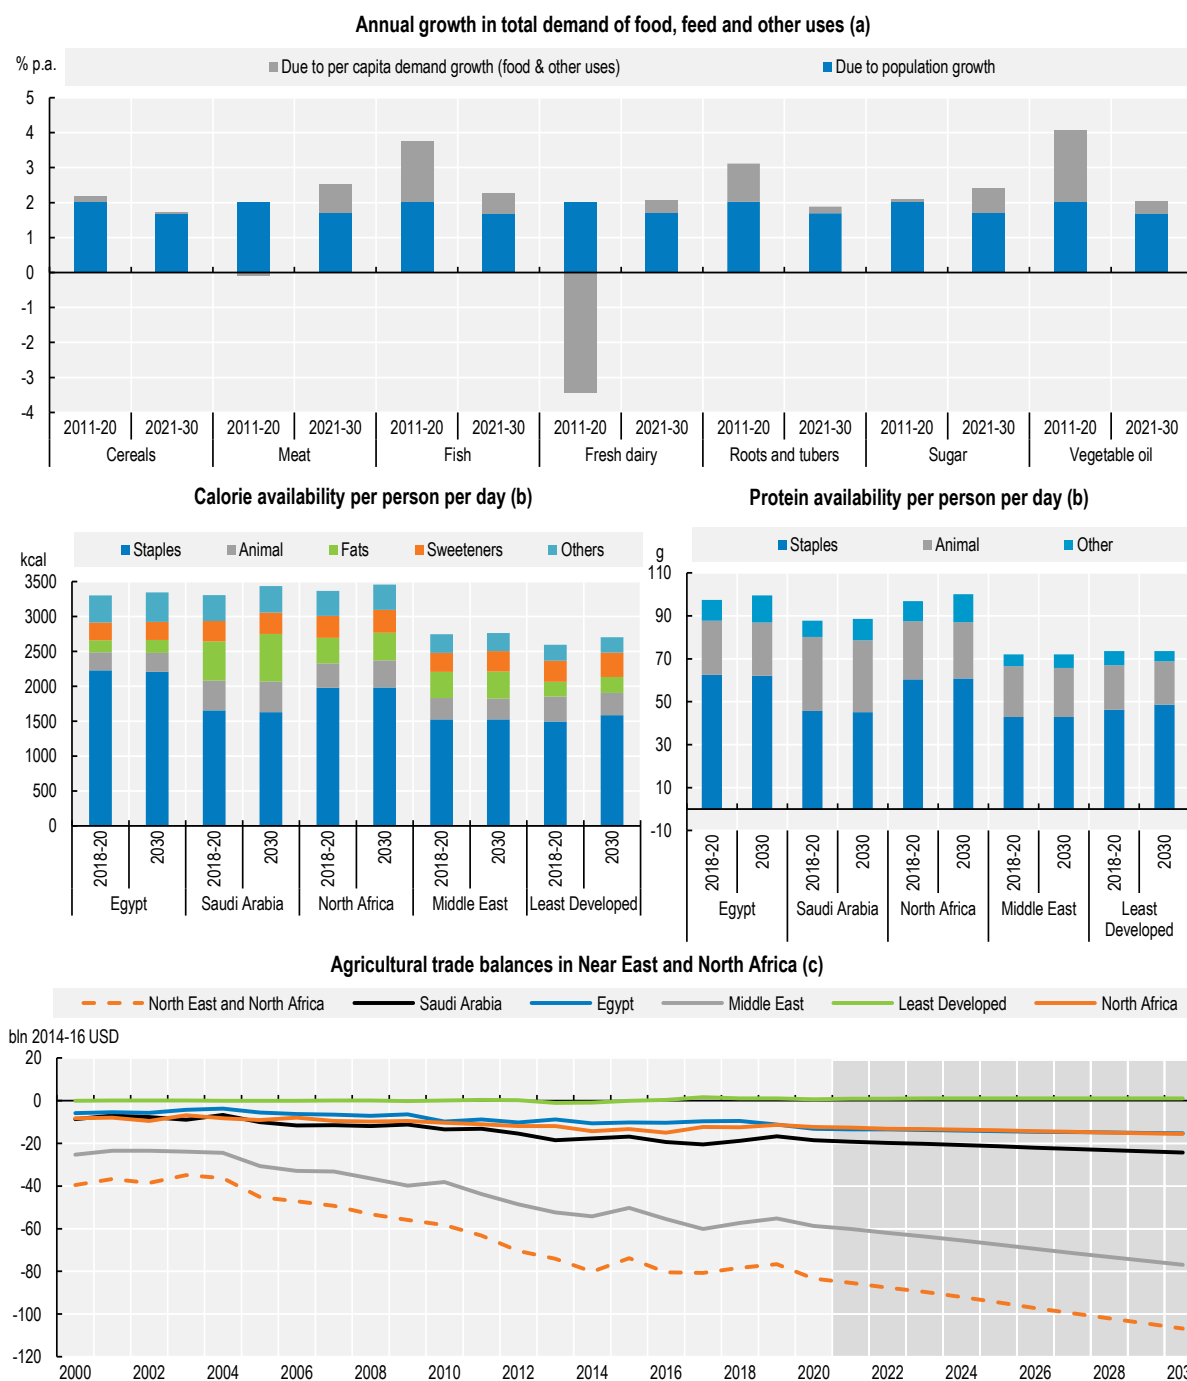 Annual growth in total demand of food, feed and other uses (a)
% p.a.
Due to per capita demand growth (food & other uses) Due to population growth
5
4
3
2
1
0
-1
-2
-3
-4
2011-20 2021-30 2011-20 2021-30 2011-20 2021-30 2011-20 2021-30 2011-20 2021-30 2011-20 2021-30 2011-20 2021-30
Cereals Meat Fish Fresh dairy Roots and tubers Sugar Vegetable oil
Calorie availability per person per day (b)
kcal
Staples Animal Fats Sweeteners Others
3500
3000
2500
2000
1500
1000
500
0
2018-20 2030 2018-20 2030 2018-20 2030 2018-20 2030 2018-20 2030
Egypt Saudi Arabia North Africa Middle East Least Developed
Protein availability per person per day (b)
g
Staples Animal Other
110
90
70
50
30
10
-10
2018-20 2030 2018-20 2030 2018-20 2030 2018-20 2030 2018-20 2030
Egypt Saudi Arabia North Africa Middle East Least
Developed
Agricultural trade balances in Near East and North Africa (c)
North East and North Africa Saudi Arabia Egypt Middle East Least Developed North Africa
bln 2014-16 USD
20
0
-20
-40
-60
-80
-100
-120
2000 2002 2004 2006 2008 2010 2012 2014 2016 2018 2020 2022 2024 2026 2028